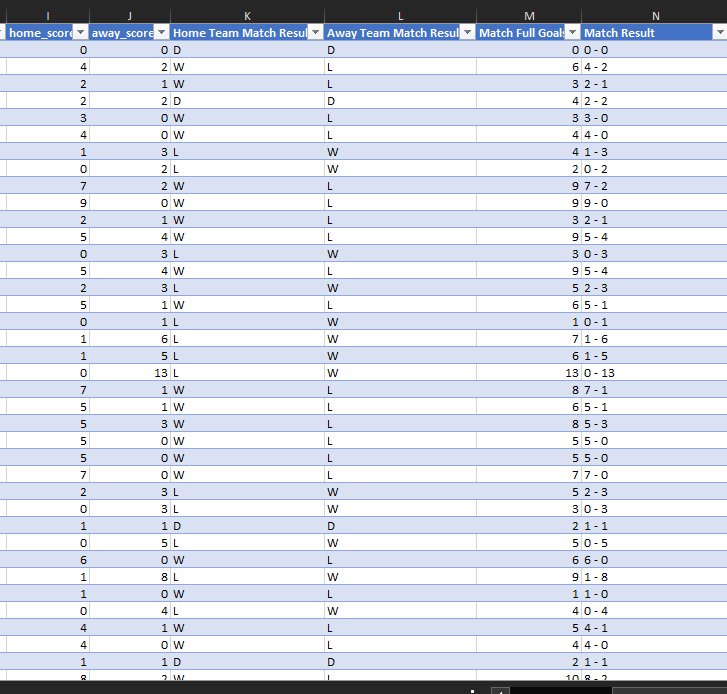 I J K L M N
home_score away_score Home Team Match Resul Away Team Match Resul Match Full Goals Match Result
0 0 D D 0 0 - 0
4 2 W L 6 4 - 2
2 1 W L 3 2 - 1
2 2 D D 4 2 - 2
3 0 W L 3 3 - 0
4 0 W L 4 4 - 0
1 3 L W 4 1 - 3
0 2 L W 2 0 - 2
7 2 W L 9 7 - 2
9 0 W L 9 9 - 0
2 1 W L 3 2 - 1
5 4 W L 9 5 - 4
0 3 L W 3 0 - 3
5 4 W L 9 5 - 4
2 3 L W 5 2 - 3
5 1 W L 6 5 - 1
0 1 L W 1 0 - 1
1 6 L W 7 1 - 6
1 5 L W 6 1 - 5
0 13 L W 13 0 - 13
7 1 W L 8 7 - 1
5 1 W L 6 5 - 1
5 3 W L 8 5 - 3
5 0 W L 5 5 - 0
5 0 W L 5 5 - 0
7 0 W L 7 7 - 0
2 3 L W 5 2 - 3
0 3 L W 3 0 - 3
1 1 D D 2 1 - 1
0 5 L W 5 0 - 5
6 0 W L 6 6 - 0
1 8 L W 9 1 - 8
1 0 W L 1 1 - 0
0 4 L W 4 0 - 4
4 1 W L 5 4 - 1
4 0 W L 4 4 - 0
1 1 D D 2 1 - 1
8 2 W L 10 8 - 2